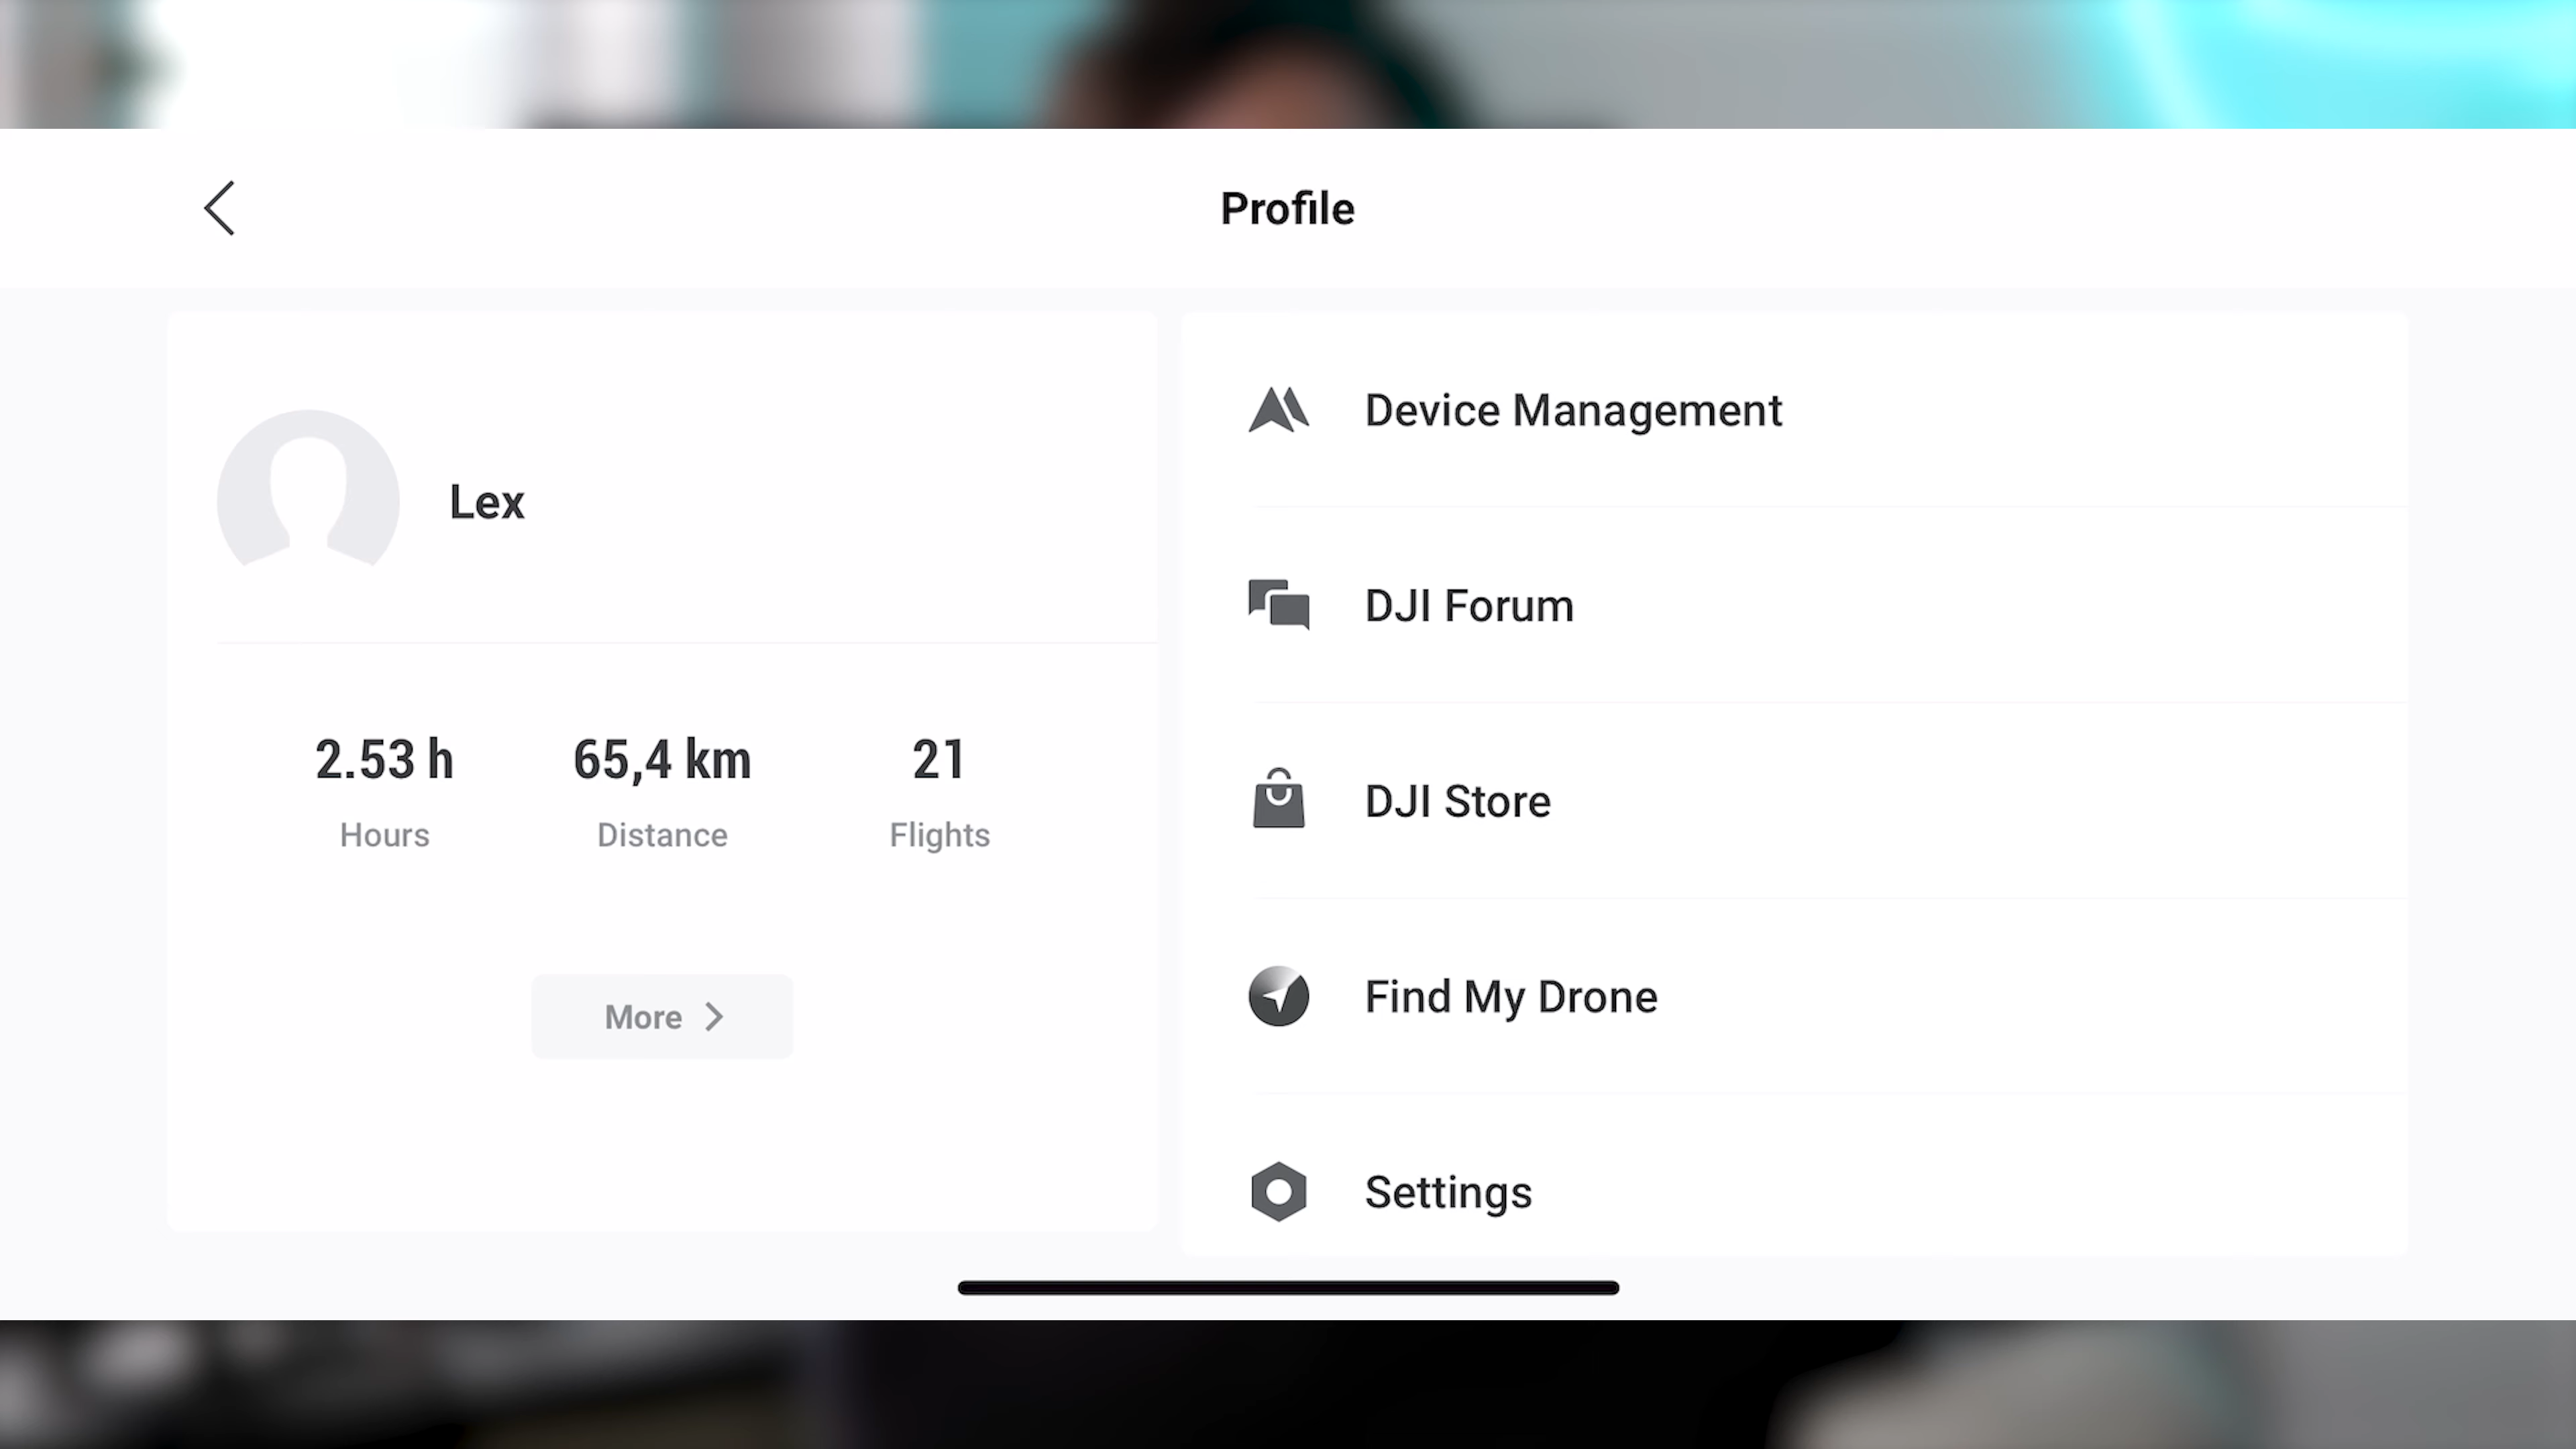 Profile
Lex
2.53 h
Hours
65,4 km
Distance
21
Flights
More
Device Management
DJI Forum
DJI Store
Find My Drone
Settings